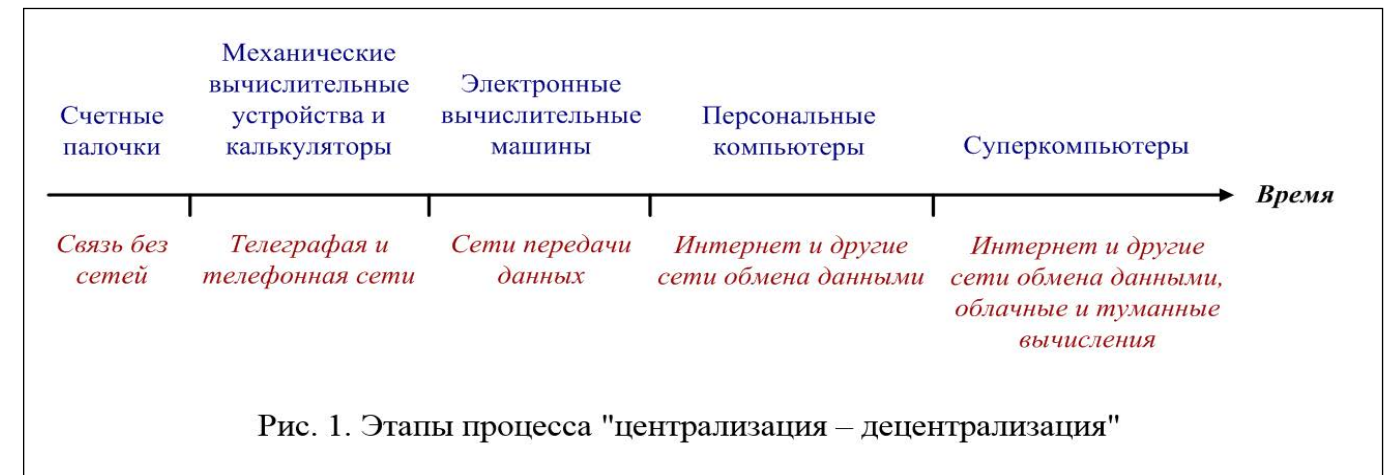 Механические
вычислительные
устройства и
калькуляторы
Счетные
палочки
Электронные
вычислительные
машины
Персональные
компьютеры
Суперкомпьютеры
Время
Связь без
сетей
Телеграфая и
телефонная сети
Сети передачи
данных
Интернет и другие
сети обмена данными
Интернет и другие
сети обмена данными,
облачные и туманные
вычисления
Рис. 1. Этапы процесса "централизация – децентрализация"